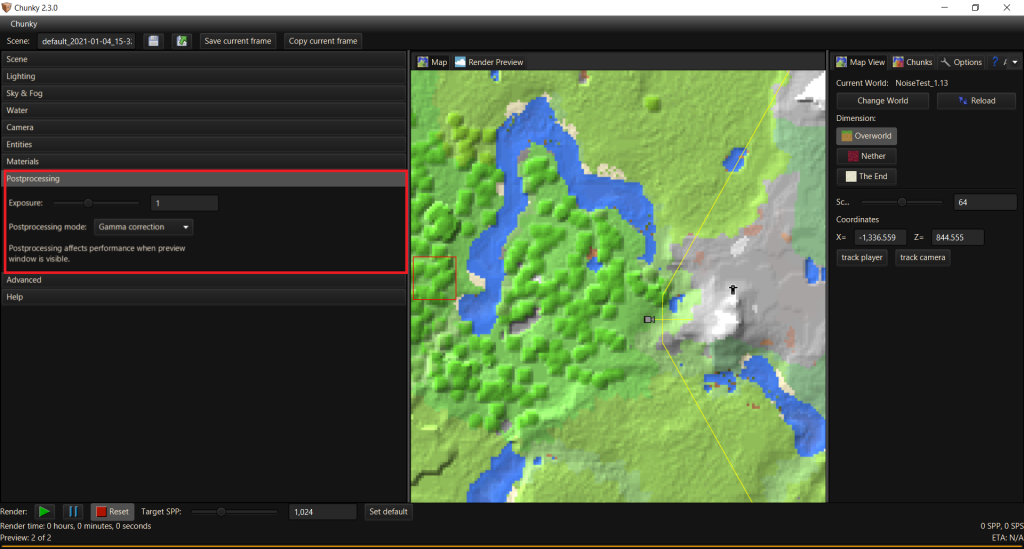 Chunky 2.3.0
Chunky
Scene: default_2021-01-04_15-3. Save current frame Copy current frame
Scene
Lighting
Sky & Fog
Water
Camera
Entities
Materials
Postprocessing
Exposure: 1
Postprocessing mode: Gamma correction
Postprocessing affects performance when preview
window is visible.
Advanced
Help
Map Render Preview
Map View Chunks Options ?
Current World: NoiseTest_1.13
Change World Reload
Dimension:
Overworld
Nether
The End
Sc... 64
Coordinates
X= -1,336.559 Z= 844.555
track player track camera
Render: Reset Target SPP: 1,024 Set default
Render time: 0 hours, 0 minutes, 0 seconds
Preview: 2 of 2
0 SPP, 0 SPS
ETA: N/A